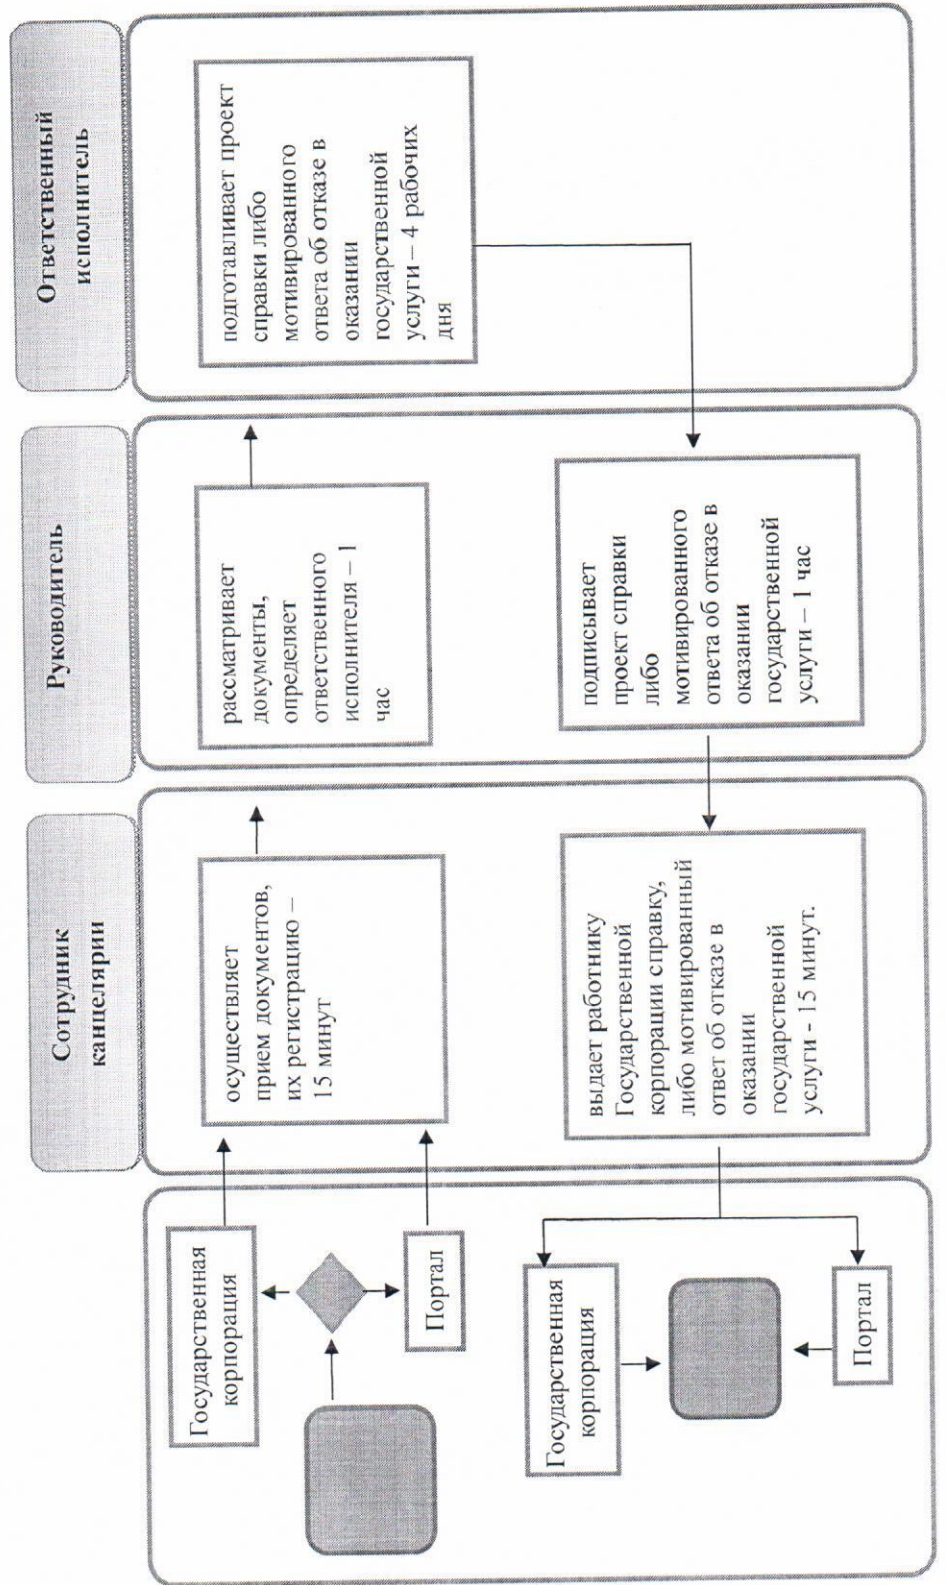 Сотрудник
канцелярии
Руководитель
Ответственный
исполнитель
Государственная
корпорация
Портал
осуществляет
прием документов,
их регистрацию –
15 минут
рассматривает
документы,
определяет
ответственного
исполнителя – 1
час
подготавливает проект
справки либо
мотивированного
ответа об отказе в
оказании
государственной
услуги – 4 рабочих
дня
подписывает
проект справки
либо
мотивированного
ответа об отказе в
оказании
государственной
услуги – 1 час
выдает работнику
Государственной
корпорации справку,
либо мотивированный
ответ об отказе в
оказании
государственной
услуги - 15 минут.
Государственная
корпорация
Портал